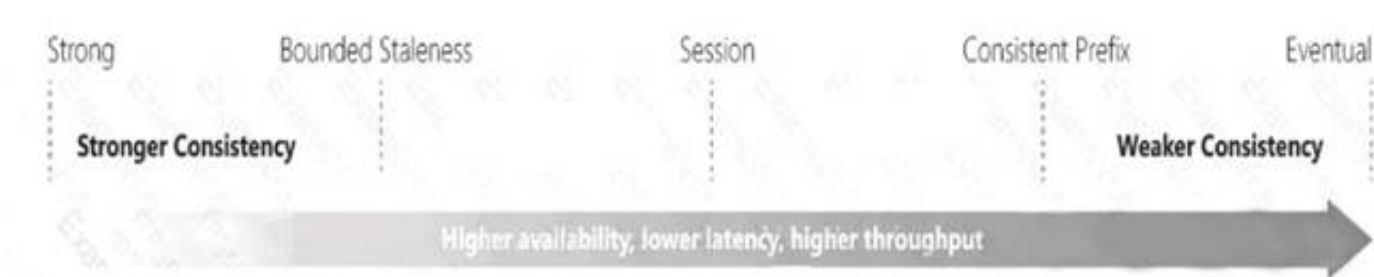 Strong Bounded Staleness Session Consistent Prefix Eventual
Stronger Consistency Weaker Consistency
Higher availability, lower latency, higher throughput